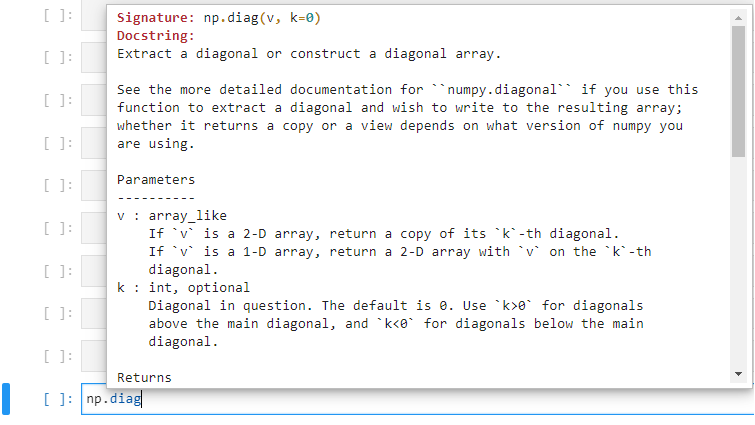 [ ]:
[ ]:
[ ]:
[ ]:
[ ]:
[ ]:
[ ]:
[ ]:
[ ]:
Signature: np.diag(v, k=0)
Docstring:
Extract a diagonal or construct a diagonal array.
See the more detailed documentation for ``numpy.diagonal`` if you use this
function to extract a diagonal and wish to write to the resulting array;
whether it returns a copy or a view depends on what version of numpy you
are using.
Parameters
----------
v : array_like
If `v` is a 2-D array, return a copy of its `k`-th diagonal.
If `v` is a 1-D array, return a 2-D array with `v` on the `k`-th
diagonal.
k : int, optional
Diagonal in question. The default is 0. Use `k>0` for diagonals
above the main diagonal, and `k<0` for diagonals below the main
diagonal.
Returns
[ ]: np.diag